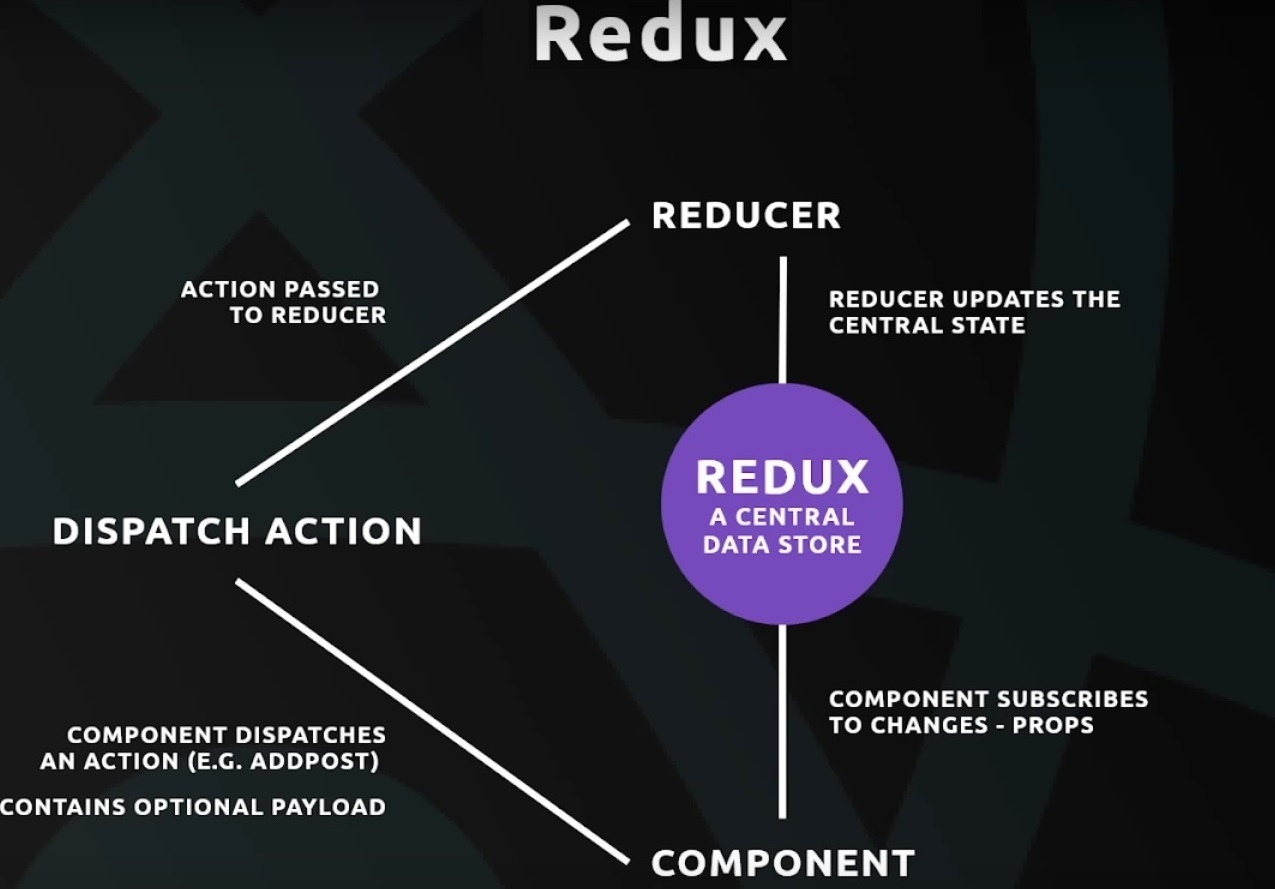 Redux
REDUCER
ACTION PASSED
TO REDUCER
REDUCER UPDATES THE
CENTRAL STATE
REDUX
A CENTRAL
DATA STORE
DISPATCH ACTION
COMPONENT SUBSCRIBES
TO CHANGES - PROPS
COMPONENT DISPATCHES
AN ACTION (E.G. ADDPOST)
CONTAINS OPTIONAL PAYLOAD
COMPONENT